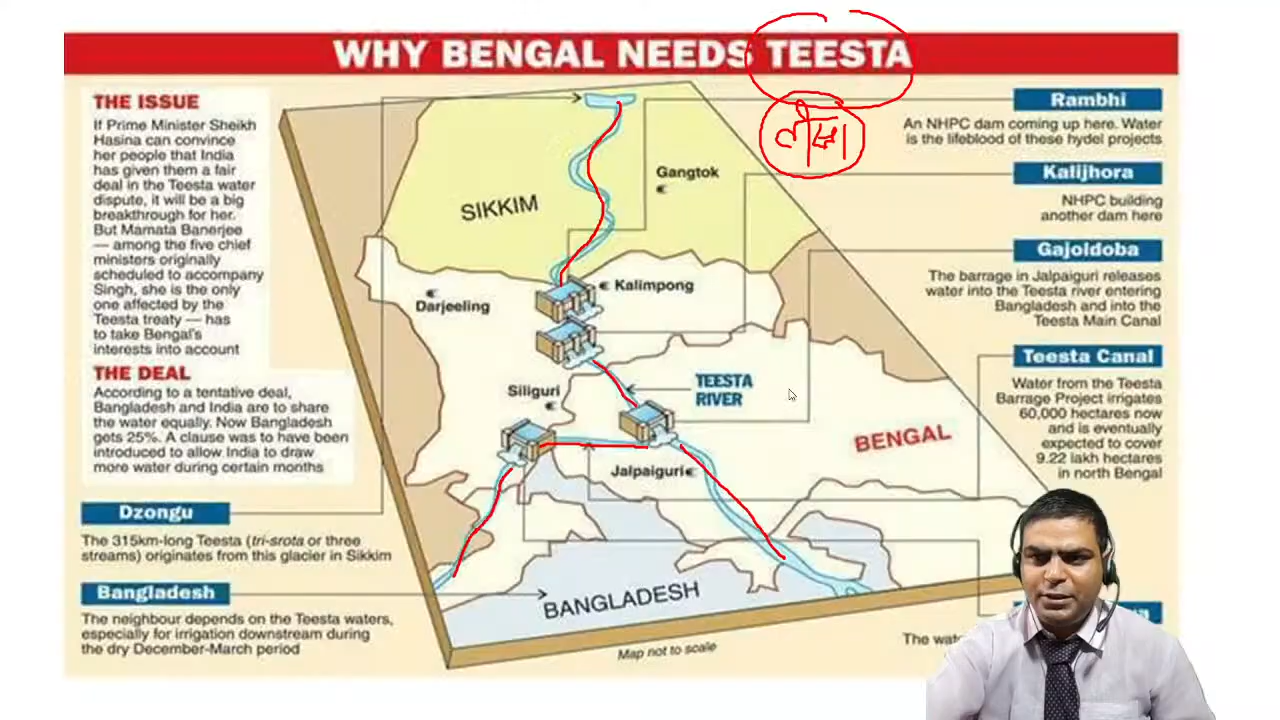 WHY BENGAL NEEDS TEESTA
THE ISSUE
If Prime Minister Sheikh
Hasina can convince
her people that India
has given them a fair
deal in the Teesta water
dispute, it will be a big
breakthrough for her.
But Mamata Banerjee
— among the five chief
ministers originally
scheduled to accompany
Singh, she is the only
one affected by the
Teesta treaty — has
to take Bengal's
interests into account
THE DEAL
According to a tentative deal,
Bangladesh and India are to share
the water equally. Now Bangladesh
gets 25%. A clause was to have been
introduced to allow India to draw
more water during certain months
Dzongu
The 315km-long Teesta (tri-srota or three
streams) originates from this glacier in Sikkim
Bangladesh
The neighbour depends on the Teesta waters,
especially for irrigation downstream during
the dry December-March period
SIKKIM
Gangtok
Kalimpong
Darjeeling
Siliguri
TEESTA
RIVER
BENGAL
Jalpaiguri
BANGLADESH
Map not to scale
Rambhi
An NHPC dam coming up here. Water
is the lifeblood of these hydel projects
Kalijhora
NHPC building
another dam here
Gajoldoba
The barrage in Jalpaiguri releases
water into the Teesta river entering
Bangladesh and into the
Teesta Main Canal
Teesta Canal
Water from the Teesta
Barrage Project irrigates
60,000 hectares now
and is eventually
expected to cover
9.22 lakh hectares
in north Bengal
The